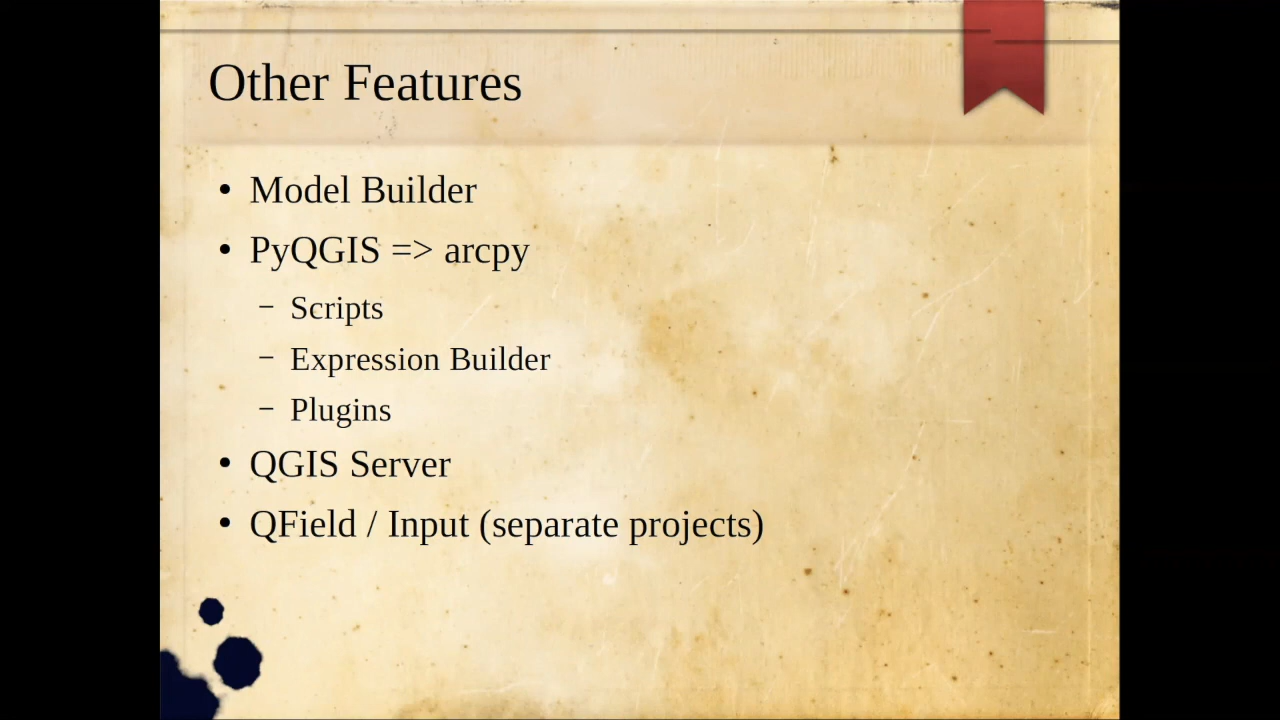 Other Features
• Model Builder
• PyQGIS => arcpy
– Scripts
– Expression Builder
– Plugins
• QGIS Server
• QField / Input (separate projects)